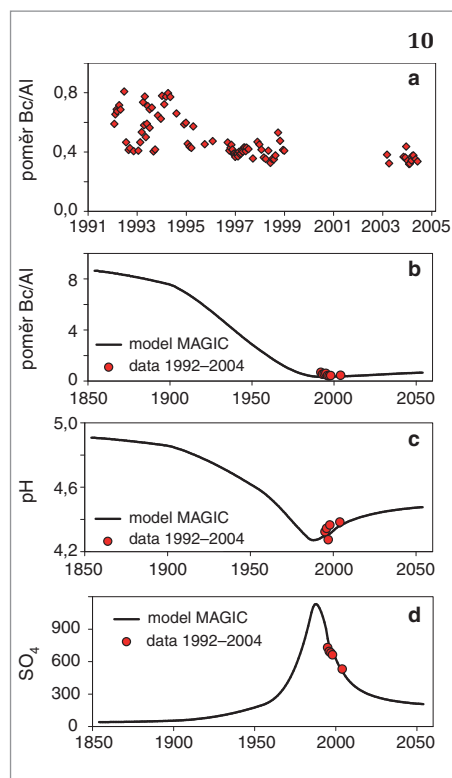 10
a
poměr Bc/Al
0,8
0,4
0,0
1991 1993 1995 1997 1999 2001 2003 2005
b
poměr Bc/Al
8
4
0
model MAGIC
data 1992–2004
1850 1900 1950 2000 2050
c
pH
5,0
4,6
4,2
model MAGIC
data 1992–2004
1850 1900 1950 2000 2050
d
SO4
900
600
300
0
model MAGIC
data 1992–2004
1850 1900 1950 2000 2050